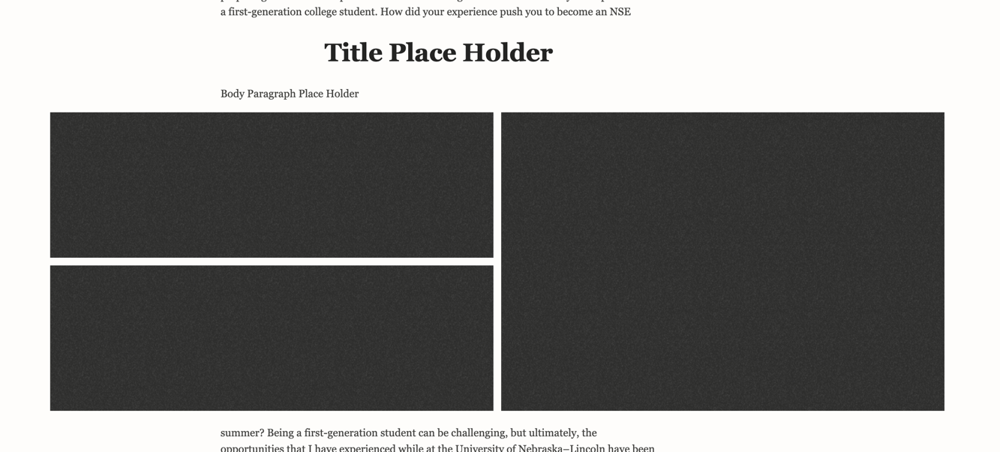 a first-generation college student. How did your experience push you to become an NSE
Title Place Holder
Body Paragraph Place Holder
summer? Being a first-generation student can be challenging, but ultimately, the
opportunities that I have experienced while at the University of Nebraska–Lincoln have been